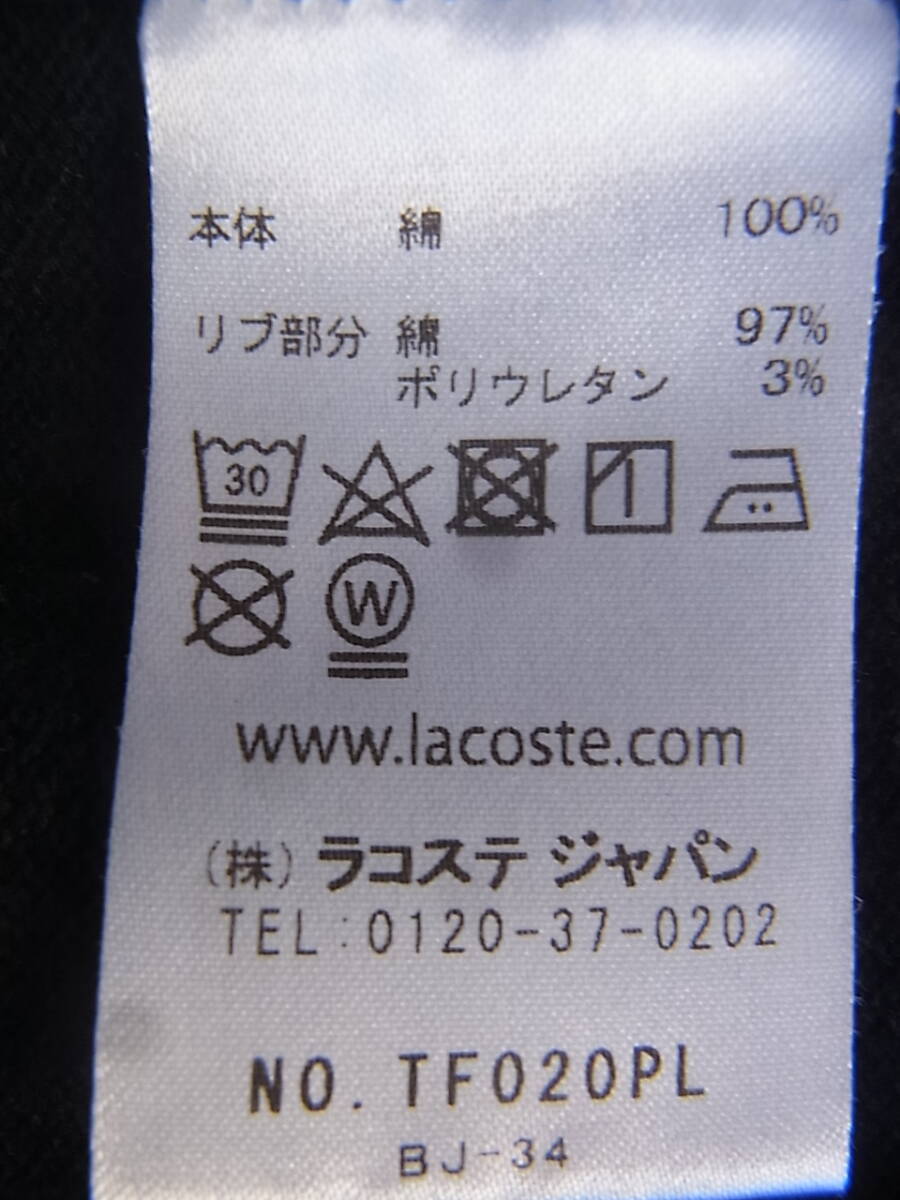 本体 綿 100%
リブ部分 綿 97%
ポリウレタン 3%
30
W
www.lacoste.com
(株) ラコステ ジャパン
TEL:0120-37-0202
NO. TF020PL
BJ-34